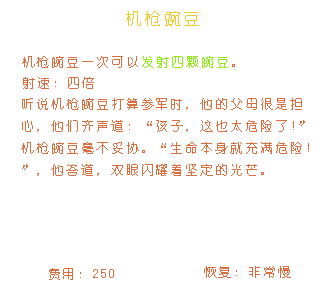 机枪豌豆
机枪豌豆一次可以发射四颗豌豆。
射速：四倍
听说机枪豌豆打算参军时，他的父母很是担
心，他们齐声道：“孩子，这也太危险了!”
机枪豌豆毫不妥协。“生命本身就充满危险!
”，他答道，双眼闪耀着坚定的光芒。
费用：250 恢复：非常慢